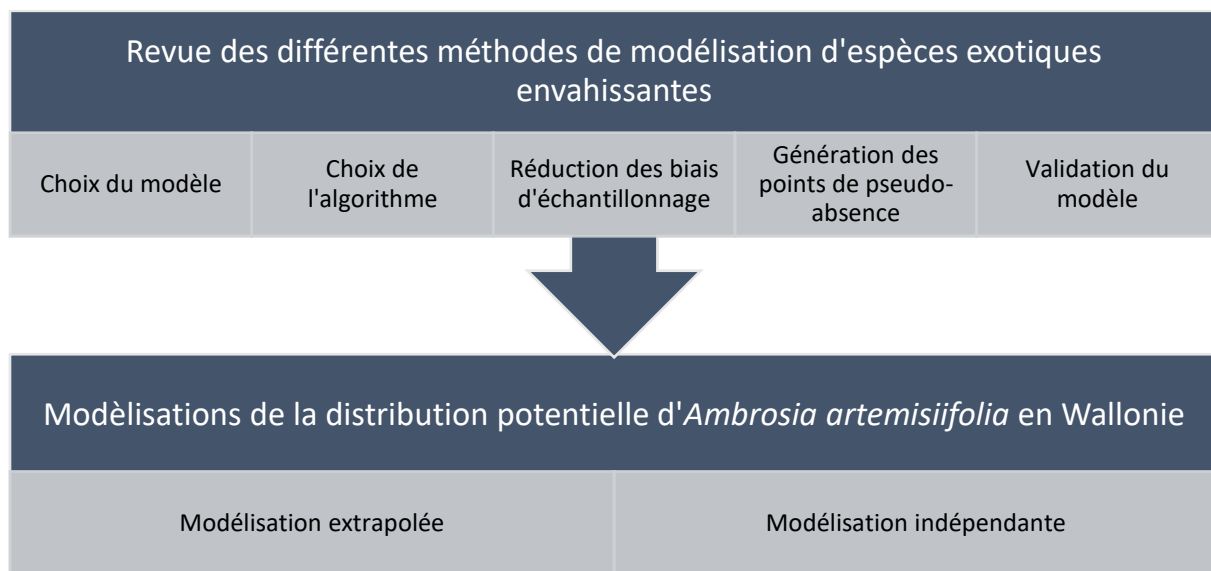 Revue des différentes méthodes de modélisation d'espèces exotiques
envahissantes
Choix du modèle
Choix de
l'algorithme
Réduction des biais
d'échantillonnage
Génération des
points de pseudo-
absence
Validation du
modèle
Modèlisations de la distribution potentielle d'Ambrosia artemisiifolia en Wallonie
Modélisation extrapolée
Modélisation indépendante